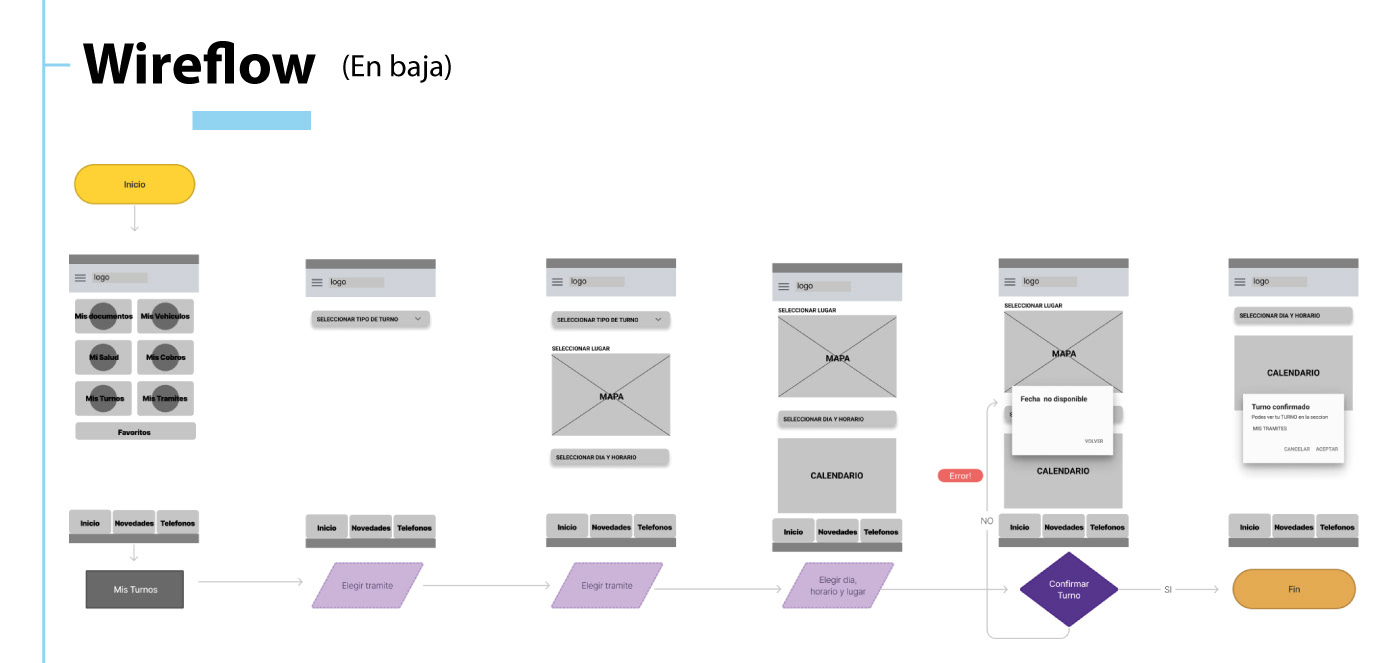 Wireflow (En baja)
Inicio
logo
Mis documentos Mis Vehiculos
Mi Salud Mis Cobros
Mis Turnos Mis Tramites
Favoritos
Inicio Novedades Telefonos
Mis Turnos
logo
SELECCIONAR TIPO DE TURNO
Inicio Novedades Telefonos
Elegir tramite
logo
SELECCIONAR TIPO DE TURNO
SELECCIONAR LUGAR
MAPA
SELECCIONAR DIA Y HORARIO
Inicio Novedades Telefonos
Elegir tramite
logo
SELECCIONAR LUGAR
MAPA
SELECCIONAR DIA Y HORARIO
CALENDARIO
Inicio Novedades Telefonos
Elegir dia,
horario y lugar
Error!
NO
logo
SELECCIONAR LUGAR
MAPA
Fecha no disponible
VOLVER
CALENDARIO
Inicio Novedades Telefonos
Confirmar
Turno
SI
logo
SELECCIONAR DIA Y HORARIO
CALENDARIO
Turno confirmado
Podes ver tu TURNO en la seccion
MIS TRAMITES
CANCELAR ACEPTAR
Inicio Novedades Telefonos
Fin